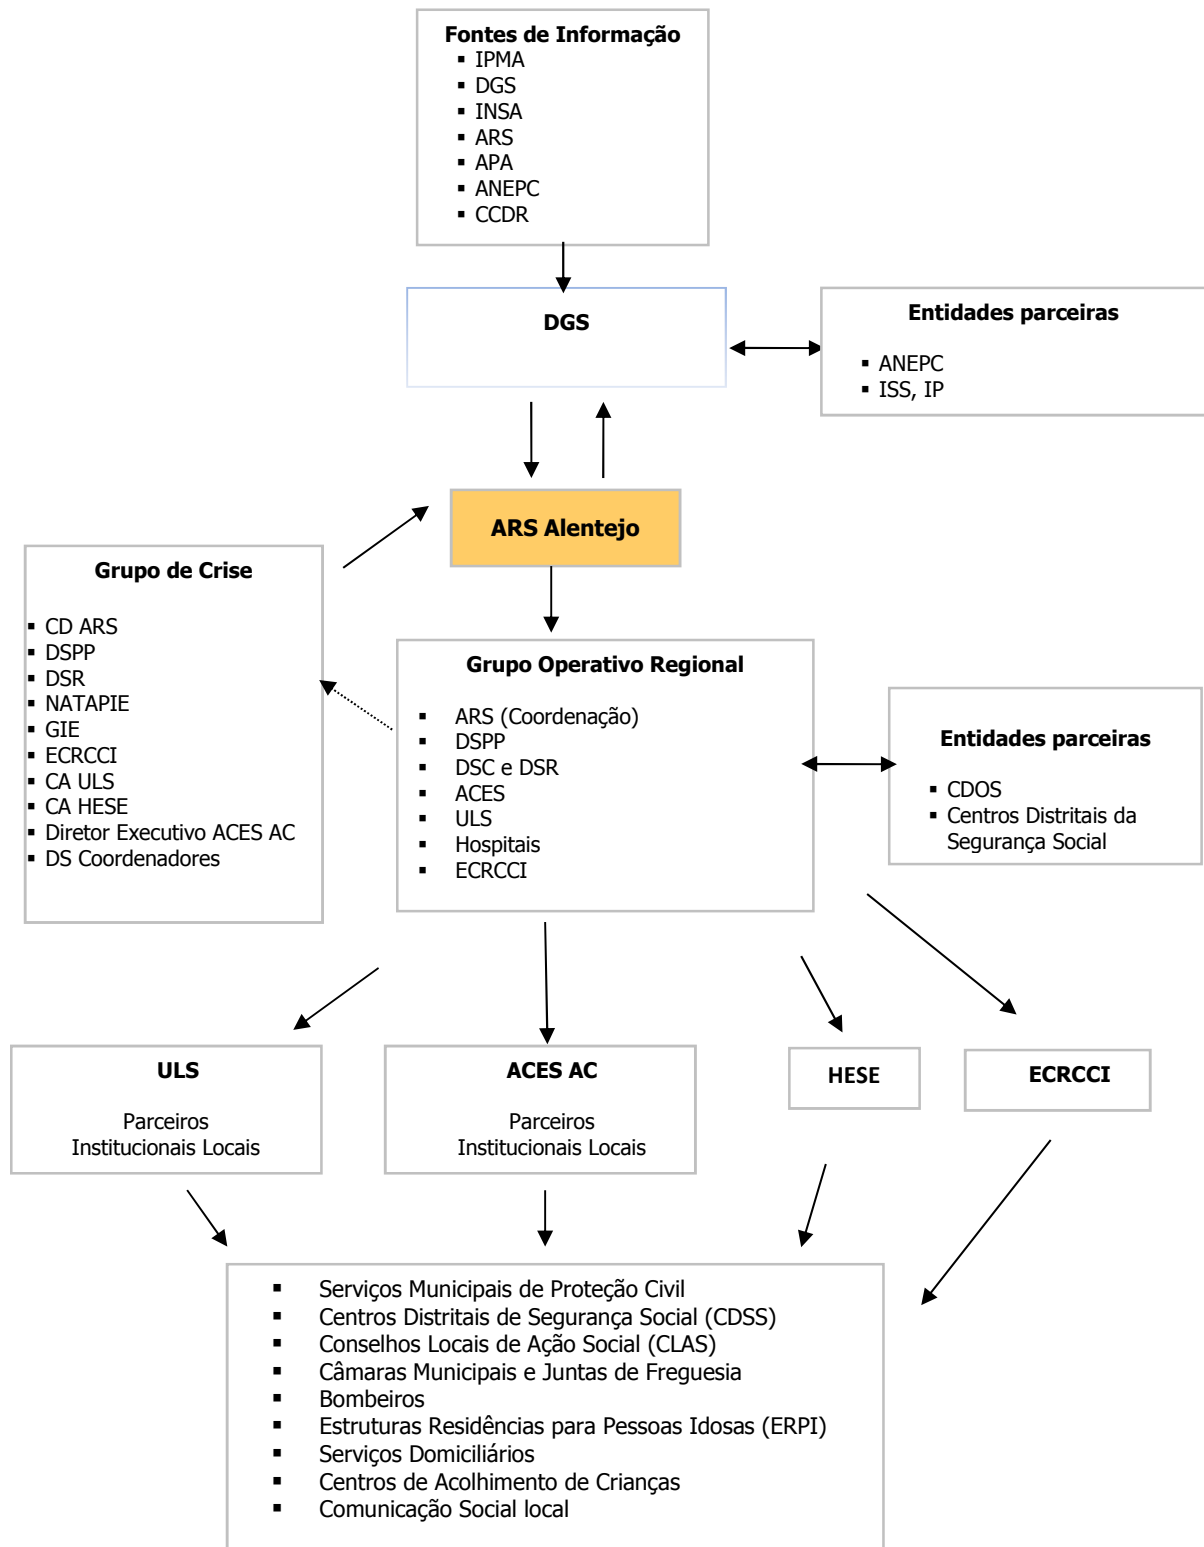 Fontes de Informação
▪ IPMA
▪ DGS
▪ INSA
▪ ARS
▪ APA
▪ ANEPC
▪ CCDR
DGS
Entidades parceiras
▪ ANEPC
▪ ISS, IP
ARS Alentejo
Grupo de Crise
▪ CD ARS
▪ DSPP
▪ DSR
▪ NATAPIE
▪ GIE
▪ ECRCCI
▪ CA ULS
▪ CA HESE
▪ Diretor Executivo ACES AC
▪ DS Coordenadores
Grupo Operativo Regional
▪ ARS (Coordenação)
▪ DSPP
▪ DSC e DSR
▪ ACES
▪ ULS
▪ Hospitais
▪ ECRCCI
Entidades parceiras
▪ CDOS
▪ Centros Distritais da
Segurança Social
ULS
Parceiros
Institucionais Locais
ACES AC
Parceiros
Institucionais Locais
HESE
ECRCCI
▪ Serviços Municipais de Proteção Civil
▪ Centros Distritais de Segurança Social (CDSS)
▪ Conselhos Locais de Ação Social (CLAS)
▪ Câmaras Municipais e Juntas de Freguesia
▪ Bombeiros
▪ Estruturas Residências para Pessoas Idosas (ERPI)
▪ Serviços Domiciliários
▪ Centros de Acolhimento de Crianças
▪ Comunicação Social local